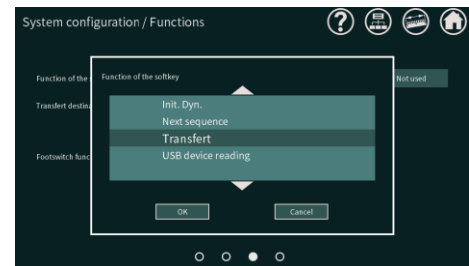 System configuration / Functions
?
Function of the
Function of the softkey
Not used
Init. Dyn.
Transfert destina
Next sequence
Transfert
Footswitch func
USB device reading
OK
Cancel